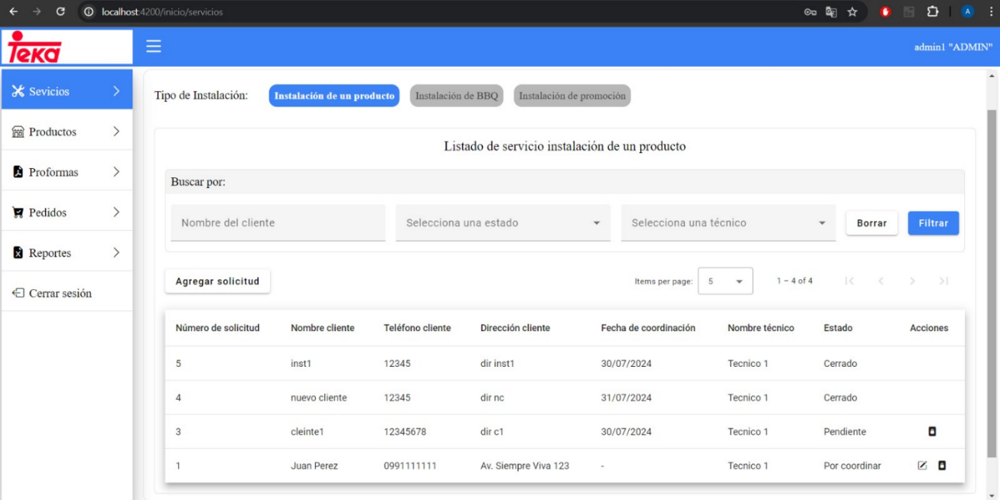 localhost:4200/inicio/servicios
A
Teka
admin1 "ADMIN"
Sevicios
Productos
Proformas
Pedidos
Reportes
Cerrar sesión
Tipo de Instalación: Instalación de un producto Instalación de BBQ Instalación de promoción
Listado de servicio instalación de un producto
Buscar por:
Nombre del cliente Selecciona una estado Selecciona una técnico Borrar Filtrar
Agregar solicitud Items per page: 5 1 – 4 of 4
Número de solicitud Nombre cliente Teléfono cliente Dirección cliente Fecha de coordinación Nombre técnico Estado Acciones
5 inst1 12345 dir inst1 30/07/2024 Tecnico 1 Cerrado
4 nuevo cliente 12345 dir nc 31/07/2024 Tecnico 1 Cerrado
3 cleinte1 12345678 dir c1 30/07/2024 Tecnico 1 Pendiente
1 Juan Perez 0991111111 Av. Siempre Viva 123 - Tecnico 1 Por coordinar